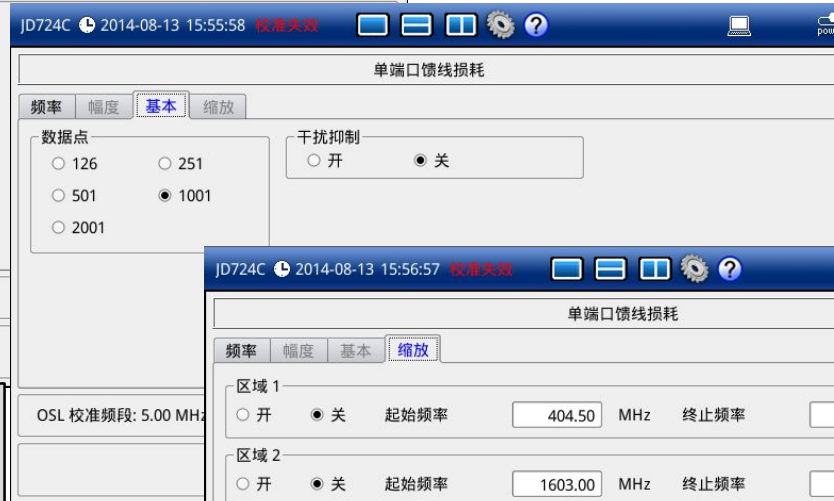 JD724C 2014-08-13 15:55:58 校准失效
单端口馈线损耗
频率 幅度 基本 缩放
数据点
126 251
501 1001
2001
干扰抑制
开 关
OSL 校准频段: 5.00 MHz
JD724C 2014-08-13 15:56:57 校准失效
单端口馈线损耗
频率 幅度 基本 缩放
区域 1
开 关 起始频率 404.50 MHz 终止频率
区域 2
开 关 起始频率 1603.00 MHz 终止频率